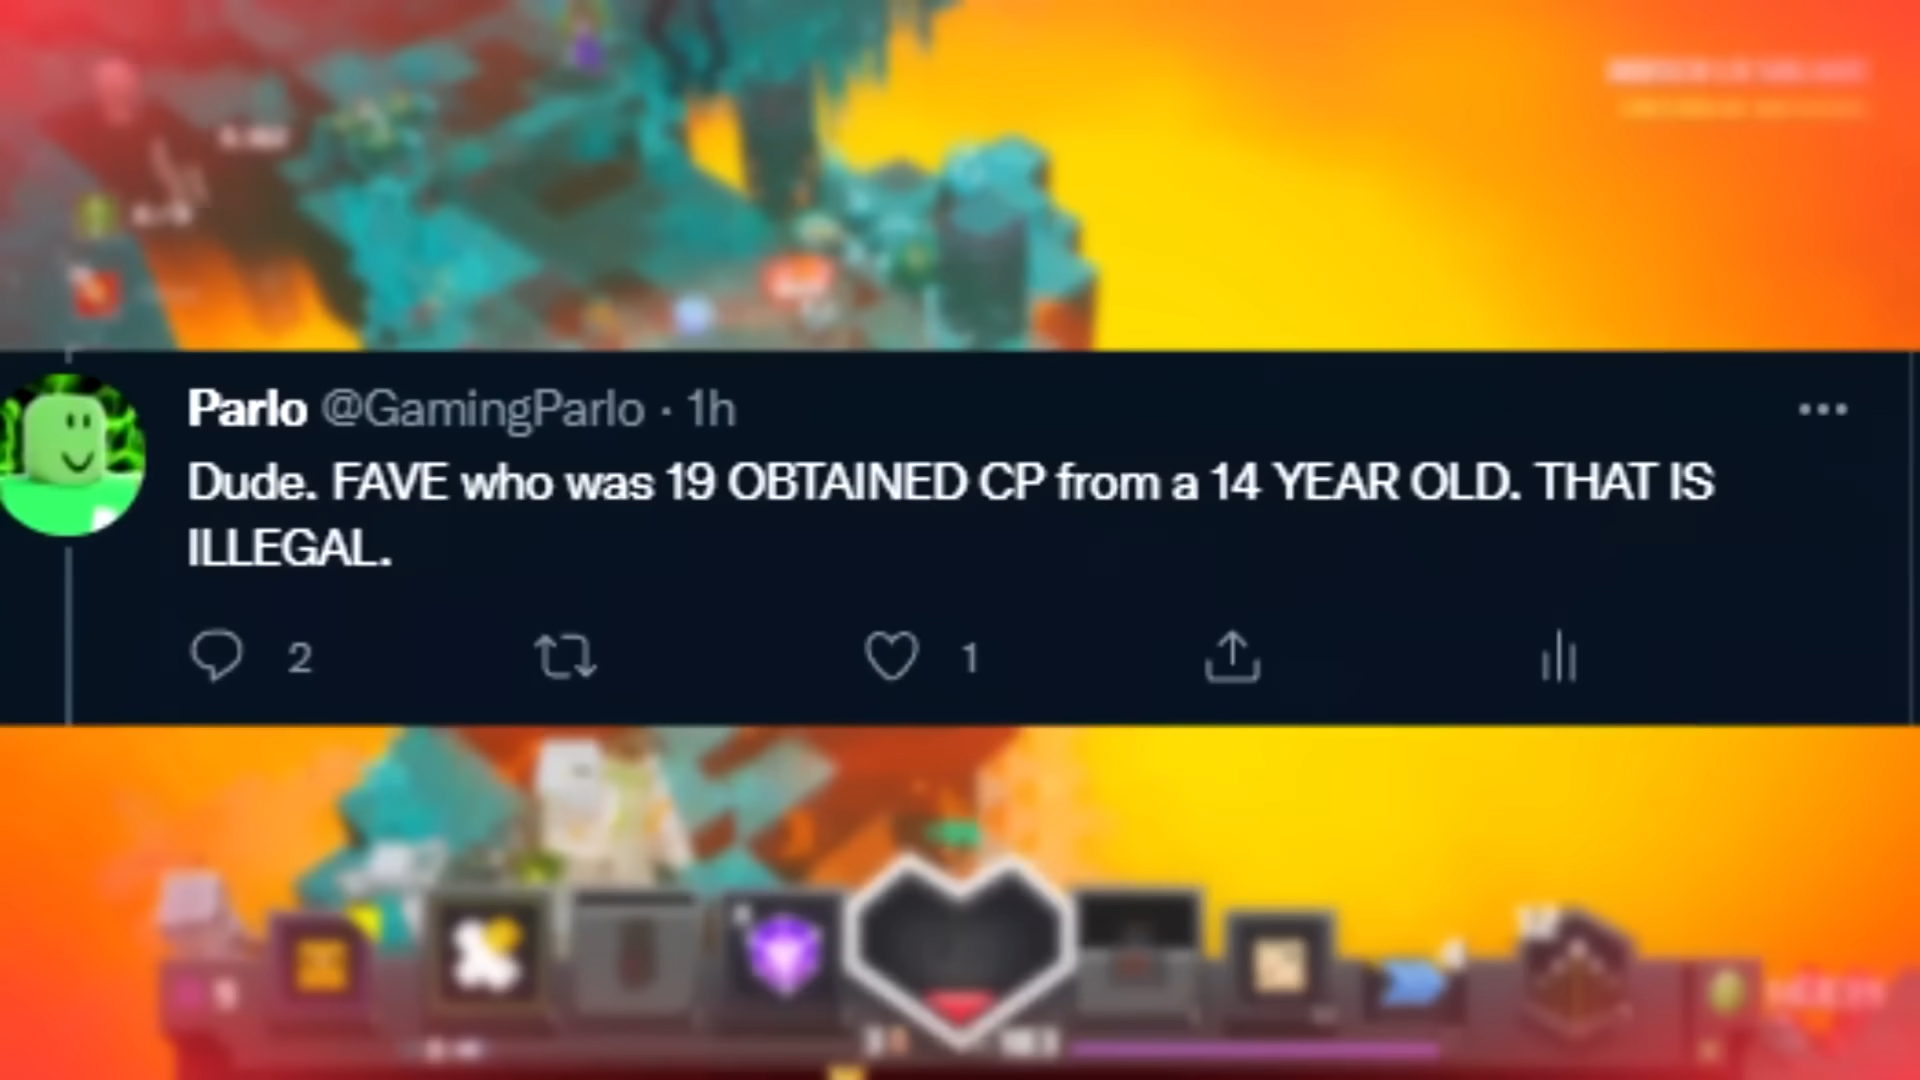 Parlo @GamingParlo · 1h
Dude. FAVE who was 19 OBTAINED CP from a 14 YEAR OLD. THAT IS
ILLEGAL.
2 1